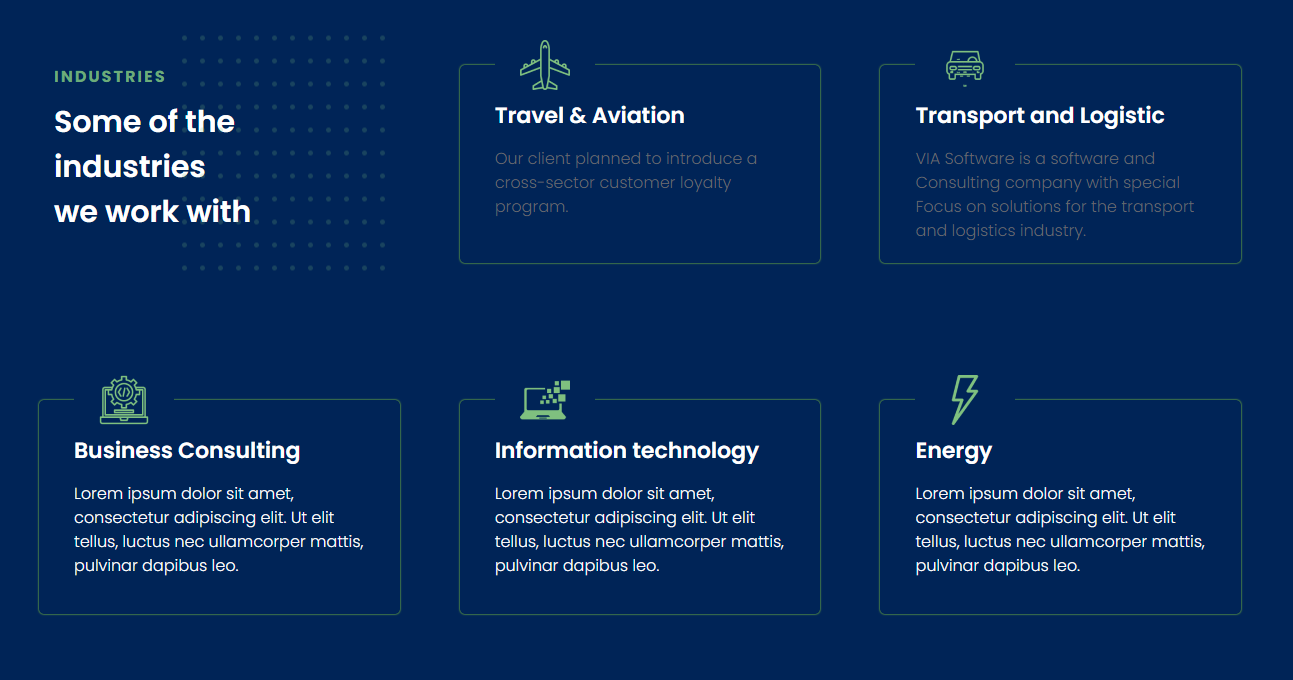 INDUSTRIES
Some of the
industries
we work with
Travel & Aviation
Our client planned to introduce a
cross-sector customer loyalty
program.
Transport and Logistic
VIA Software is a software and
Consulting company with special
Focus on solutions for the transport
and logistics industry.
Business Consulting
Lorem ipsum dolor sit amet,
consectetur adipiscing elit. Ut elit
tellus, luctus nec ullamcorper mattis,
pulvinar dapibus leo.
Information technology
Lorem ipsum dolor sit amet,
consectetur adipiscing elit. Ut elit
tellus, luctus nec ullamcorper mattis,
pulvinar dapibus leo.
Energy
Lorem ipsum dolor sit amet,
consectetur adipiscing elit. Ut elit
tellus, luctus nec ullamcorper mattis,
pulvinar dapibus leo.